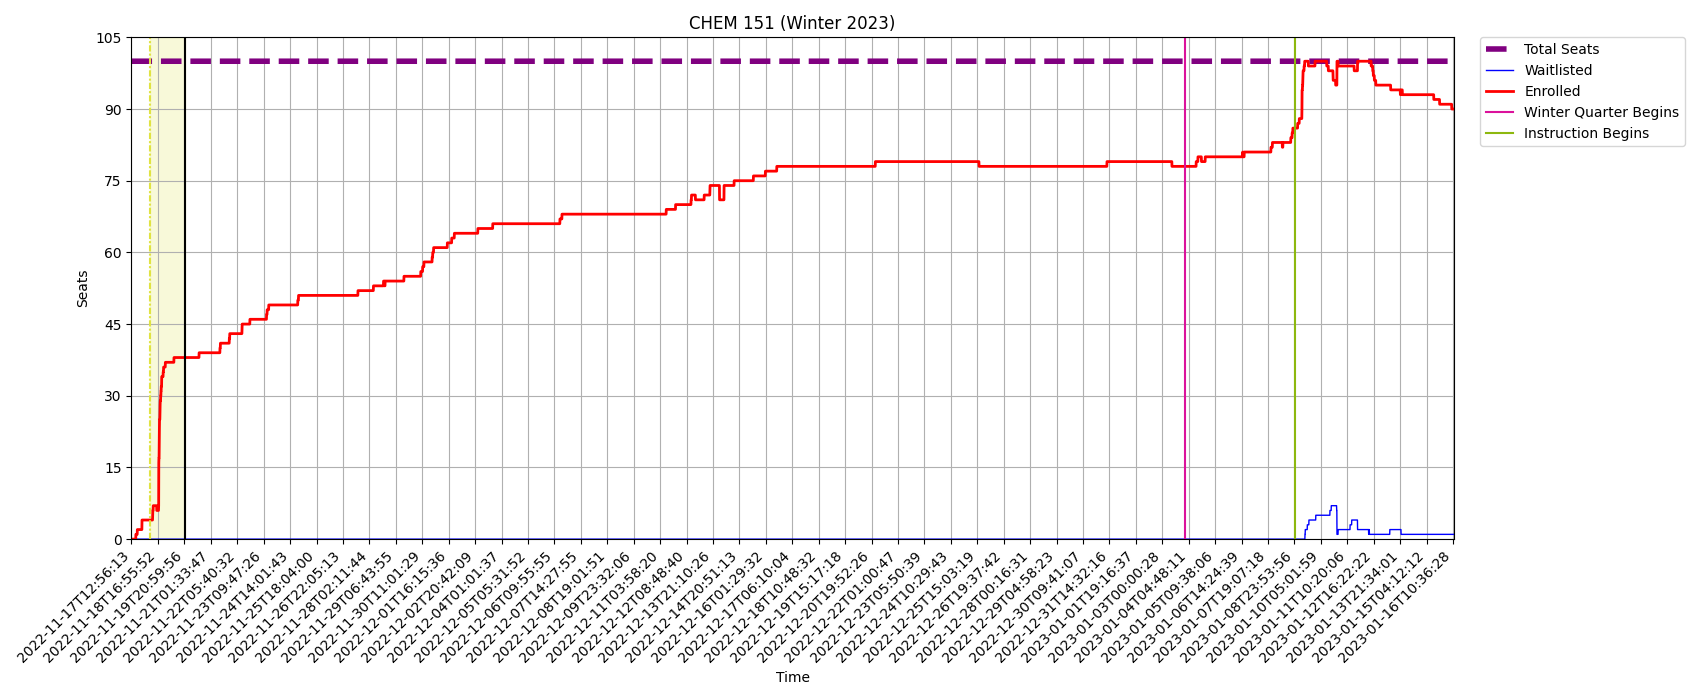 CHEM 151 (Winter 2023)
Total Seats
Waitlisted
Enrolled
Winter Quarter Begins
Instruction Begins
Seats
105
90
75
60
45
30
15
0
2022-11-17T12:56:13
2022-11-18T16:55:52
2022-11-19T20:59:56
2022-11-21T01:33:47
2022-11-22T05:40:32
2022-11-23T09:47:26
2022-11-24T14:01:43
2022-11-25T18:04:00
2022-11-26T22:05:13
2022-11-28T02:11:44
2022-11-29T06:43:55
2022-11-30T11:01:29
2022-12-01T16:15:36
2022-12-02T20:42:09
2022-12-04T01:01:37
2022-12-05T05:31:52
2022-12-06T09:55:55
2022-12-07T14:27:55
2022-12-08T19:01:51
2022-12-09T23:32:06
2022-12-11T03:58:20
2022-12-12T08:48:40
2022-12-13T21:10:26
2022-12-14T20:51:13
2022-12-16T01:29:32
2022-12-17T06:10:04
2022-12-18T10:48:32
2022-12-19T15:17:18
2022-12-20T19:52:26
2022-12-22T01:00:47
2022-12-23T05:50:39
2022-12-24T10:29:43
2022-12-25T15:03:19
2022-12-26T19:37:42
2022-12-28T00:16:31
2022-12-29T04:58:23
2022-12-30T09:41:07
2022-12-31T14:32:16
2023-01-01T19:16:37
2023-01-03T00:00:28
2023-01-04T04:48:11
2023-01-05T09:38:06
2023-01-06T14:24:39
2023-01-07T19:07:18
2023-01-08T23:53:56
2023-01-10T05:01:59
2023-01-11T10:20:06
2023-01-12T16:22:22
2023-01-13T21:34:01
2023-01-15T04:12:12
2023-01-16T10:36:28
Time